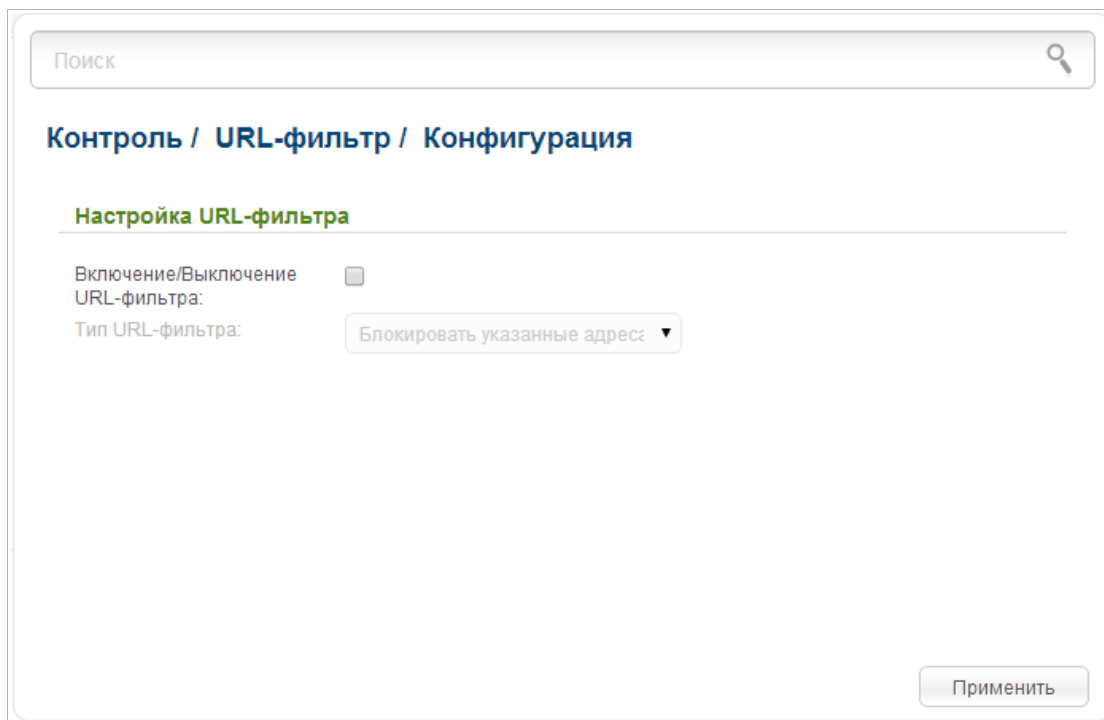 Поиск
Контроль / URL-фильтр / Конфигурация
Настройка URL-фильтра
Включение/Выключение
URL-фильтра:
Тип URL-фильтра:
Блокировать указанные адреса
Применить